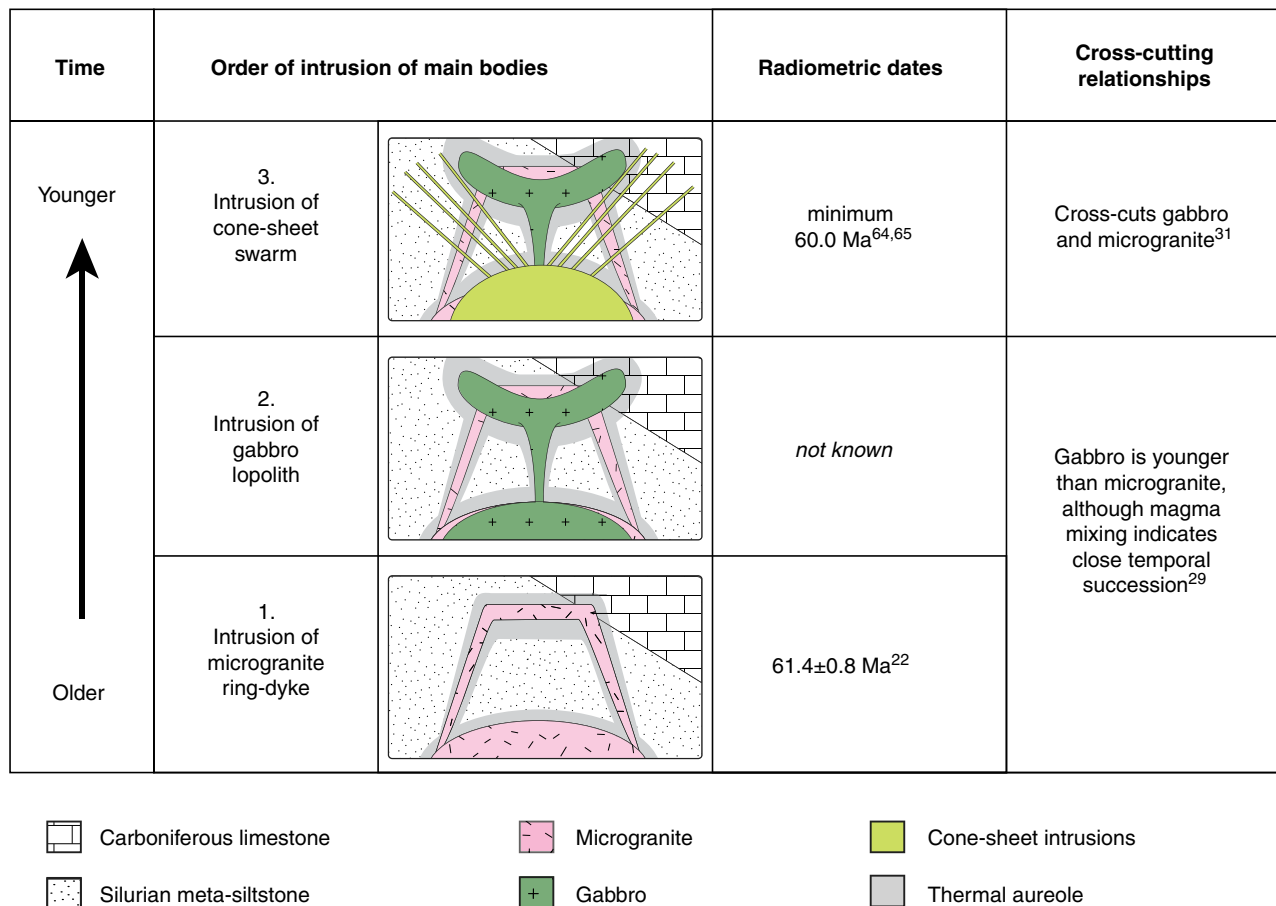 Time
Order of intrusion of main bodies
Radiometric dates
Cross-cutting
relationships
Younger
Older
3.
Intrusion of
cone-sheet
swarm
minimum
60.0 Ma64,65
Cross-cuts gabbro
and microgranite31
2.
Intrusion of
gabbro
lopolith
not known
Gabbro is younger
than microgranite,
although magma
mixing indicates
close temporal
succession29
1.
Intrusion of
microgranite
ring-dyke
61.4±0.8 Ma22
Carboniferous limestone
Microgranite
Cone-sheet intrusions
Silurian meta-siltstone
Gabbro
Thermal aureole